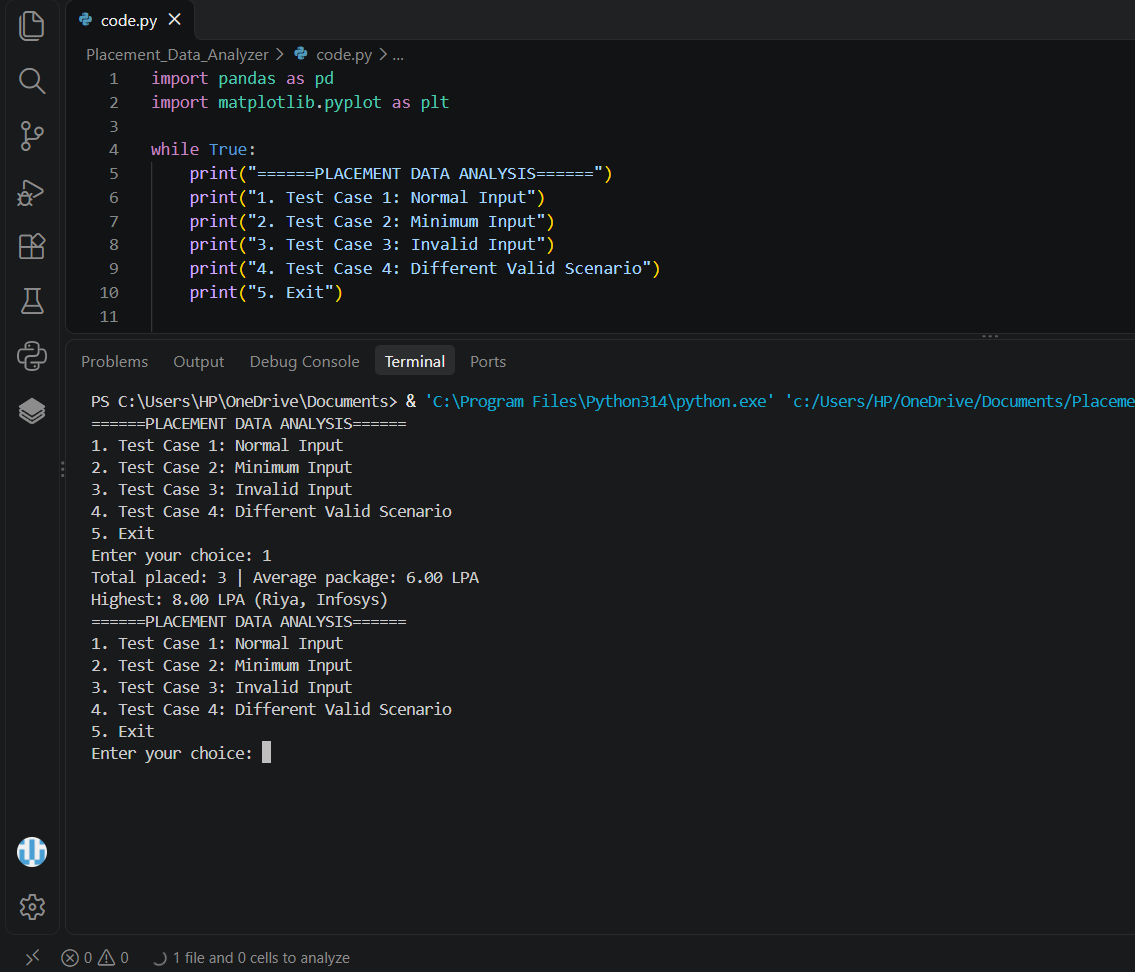 code.py
Placement_Data_Analyzer > code.py > ...
1 import pandas as pd
2 import matplotlib.pyplot as plt
3
4 while True:
5 print("======PLACEMENT DATA ANALYSIS======")
6 print("1. Test Case 1: Normal Input")
7 print("2. Test Case 2: Minimum Input")
8 print("3. Test Case 3: Invalid Input")
9 print("4. Test Case 4: Different Valid Scenario")
10 print("5. Exit")
11
Problems Output Debug Console Terminal Ports
PS C:\Users\HP\OneDrive\Documents> & 'C:\Program Files\Python314\python.exe' 'c:/Users/HP/OneDrive/Documents/Placeme
======PLACEMENT DATA ANALYSIS======
1. Test Case 1: Normal Input
2. Test Case 2: Minimum Input
3. Test Case 3: Invalid Input
4. Test Case 4: Different Valid Scenario
5. Exit
Enter your choice: 1
Total placed: 3 | Average package: 6.00 LPA
Highest: 8.00 LPA (Riya, Infosys)
======PLACEMENT DATA ANALYSIS======
1. Test Case 1: Normal Input
2. Test Case 2: Minimum Input
3. Test Case 3: Invalid Input
4. Test Case 4: Different Valid Scenario
5. Exit
Enter your choice:
0 0 1 file and 0 cells to analyze